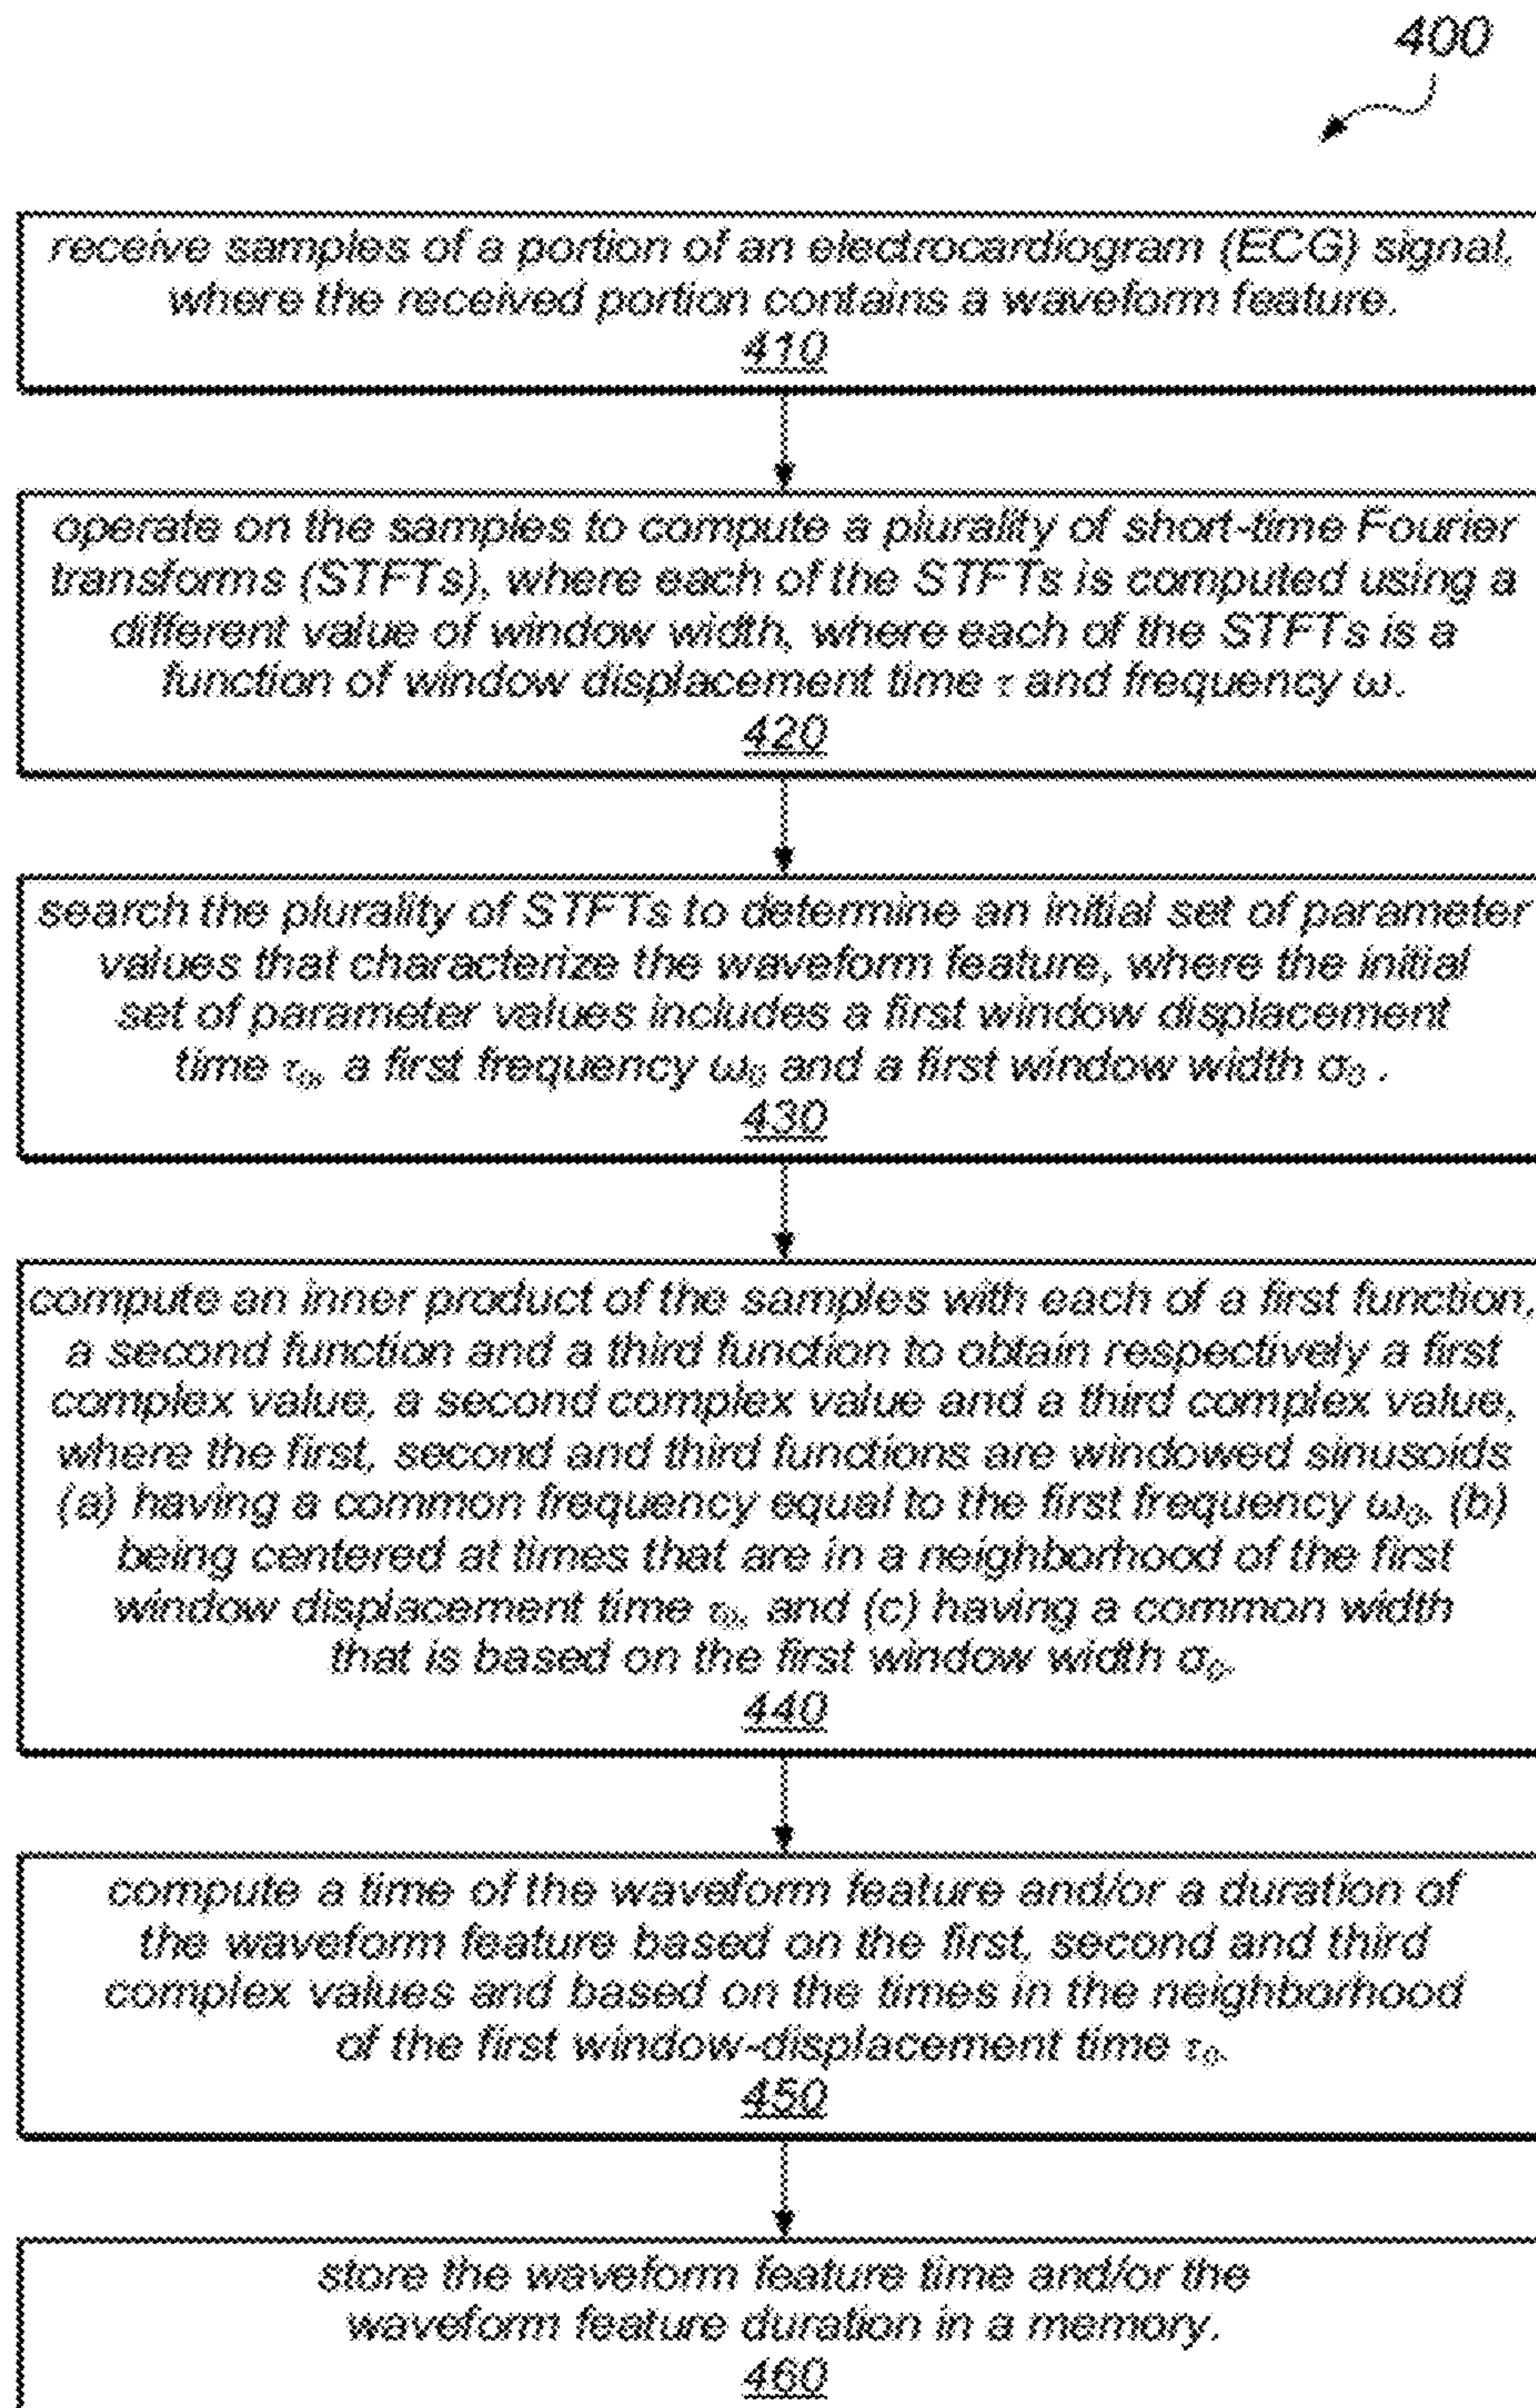 400
receive samples of a portion of an electrocardiogram (ECG) signal,
where the received portion contains a waveform feature.
410
operate on the samples to compute a plurality of short-time Fourier
transforms (STFTs), where each of the STFTs is computed using a
different value of window width, where each of the STFTs is a
function of window displacement time τ and frequency ω.
420
search the plurality of STFTs to determine an initial set of parameter
values that characterize the waveform feature, where the initial
set of parameter values includes a first window displacement
time τ₀, a first frequency ω₀ and a first window width σ₀ .
430
compute an inner product of the samples with each of a first function,
a second function and a third function to obtain respectively a first
complex value, a second complex value and a third complex value,
where the first, second and third functions are windowed sinusoids
(a) having a common frequency equal to the first frequency ω₀, (b)
being centered at times that are in a neighborhood of the first
window displacement time τ₀, and (c) having a common width
that is based on the first window width σ₀.
440
compute a time of the waveform feature and/or a duration of
the waveform feature based on the first, second and third
complex values and based on the times in the neighborhood
of the first window-displacement time τ₀.
450
store the waveform feature time and/or the
waveform feature duration in a memory.
460